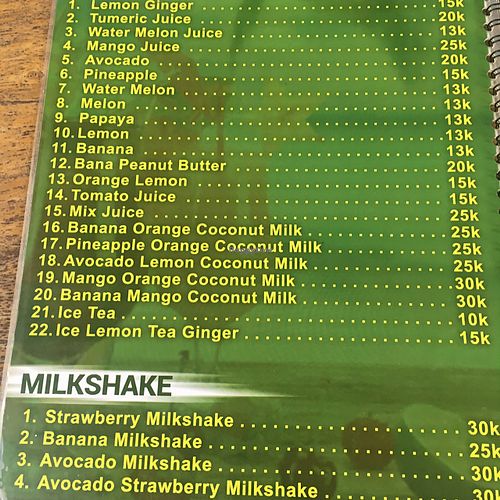 1. Lemon Ginger 15k
2. Tumeric Juice 20k
3. Water Melon Juice 13k
4. Mango Juice 25k
5. Avocado 20k
6. Pineapple 15k
7. Water Melon 13k
8. Melon 13k
9. Papaya 13k
10. Lemon 13k
11. Banana 13k
12. Bana Peanut Butter 20k
13. Orange Lemon 15k
14. Tomato Juice 15k
15. Mix Juice 25k
16. Banana Orange Coconut Milk 25k
17. Pineapple Orange Coconut Milk 25k
18. Avocado Lemon Coconut Milk 25k
19. Mango Orange Coconut Milk 30k
20. Banana Mango Coconut Milk 30k
21. Ice Tea 10k
22. Ice Lemon Tea Ginger 15k
MILKSHAKE
1. Strawberry Milkshake 30k
2. Banana Milkshake 25k
3. Avocado Milkshake 30k
4. Avocado Strawberry Milkshake 30k